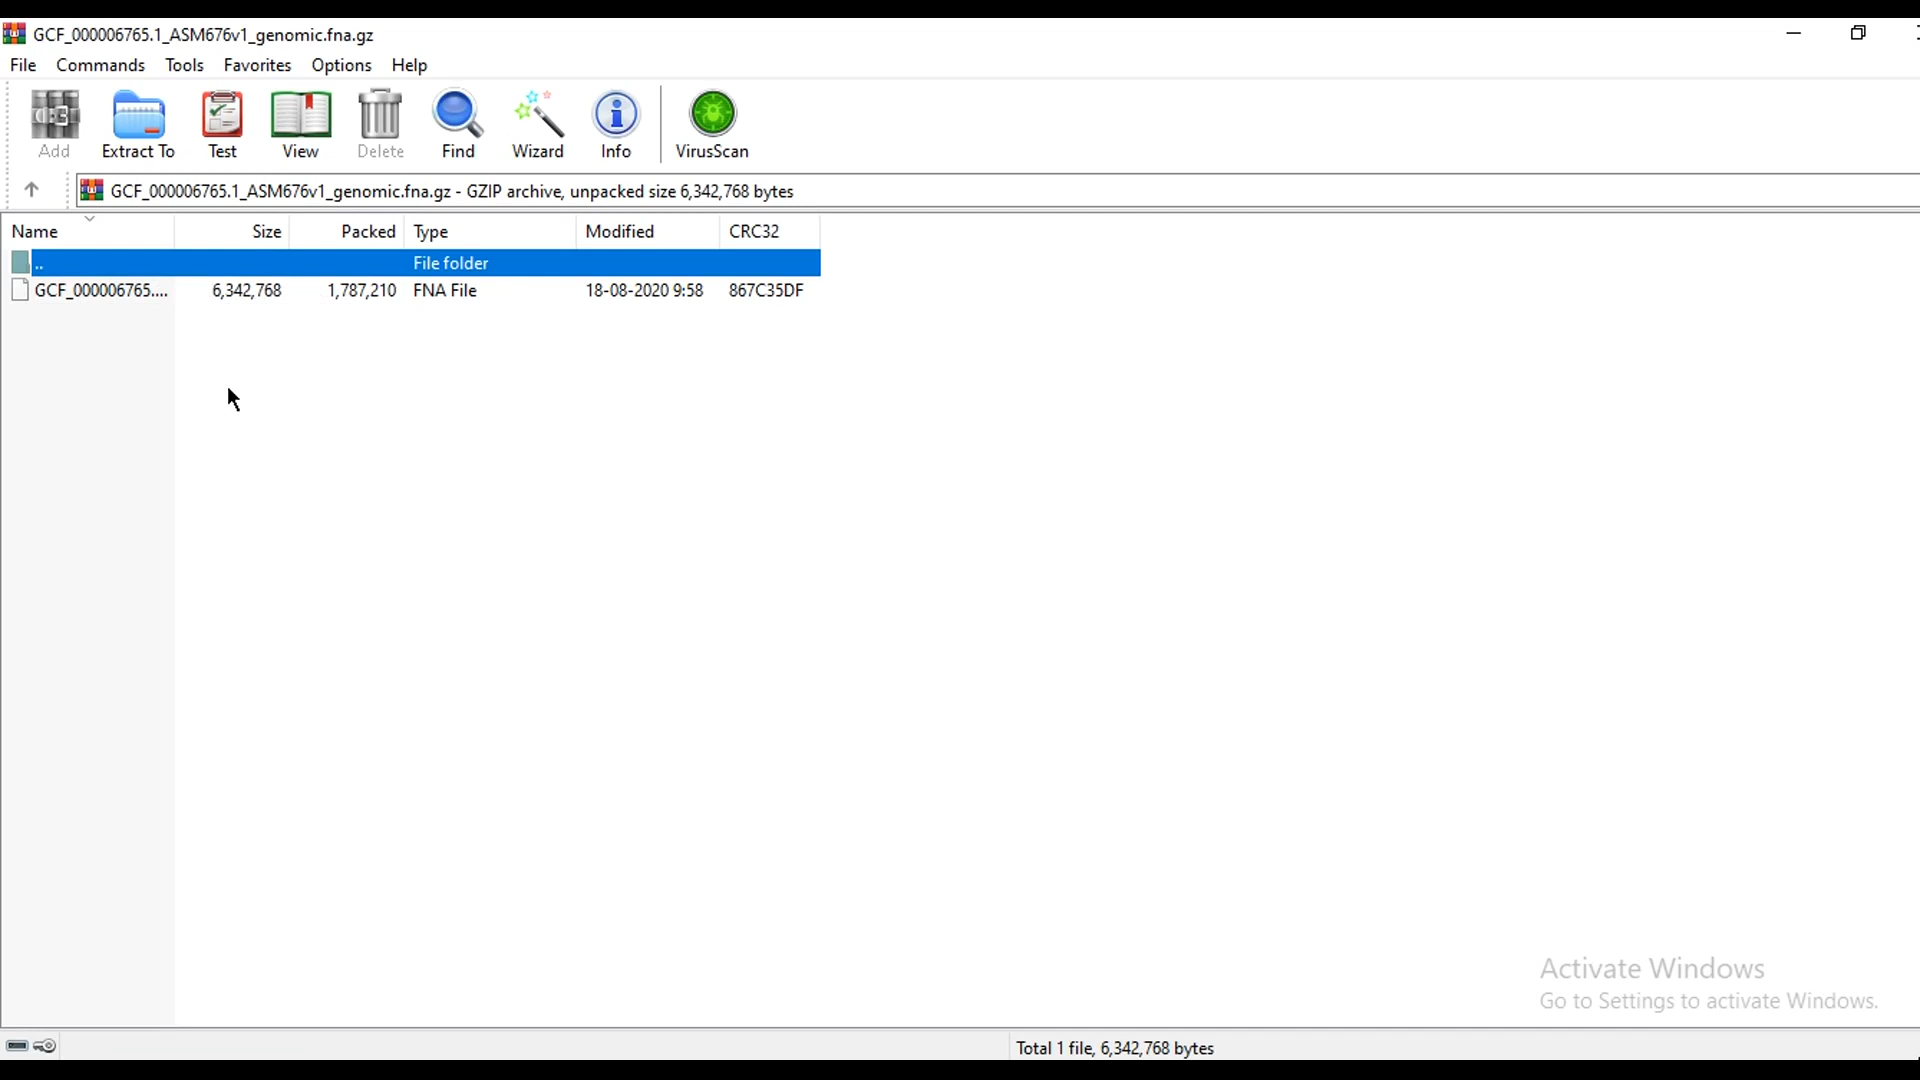 GCF_000006765.1_ASM676v1_genomic.fna.gz
File Commands Tools Favorites Options Help
Add Extract To Test View Delete Find Wizard Info VirusScan
GCF_000006765.1_ASM676v1_genomic.fna.gz - GZIP archive, unpacked size 6,342,768 bytes
Name Size Packed Type Modified CRC32
.. File folder
GCF_000006765.... 6,342,768 1,787,210 FNA File 18-08-2020 9:58 867C35DF
Activate Windows
Go to Settings to activate Windows.
Total 1 file, 6,342,768 bytes